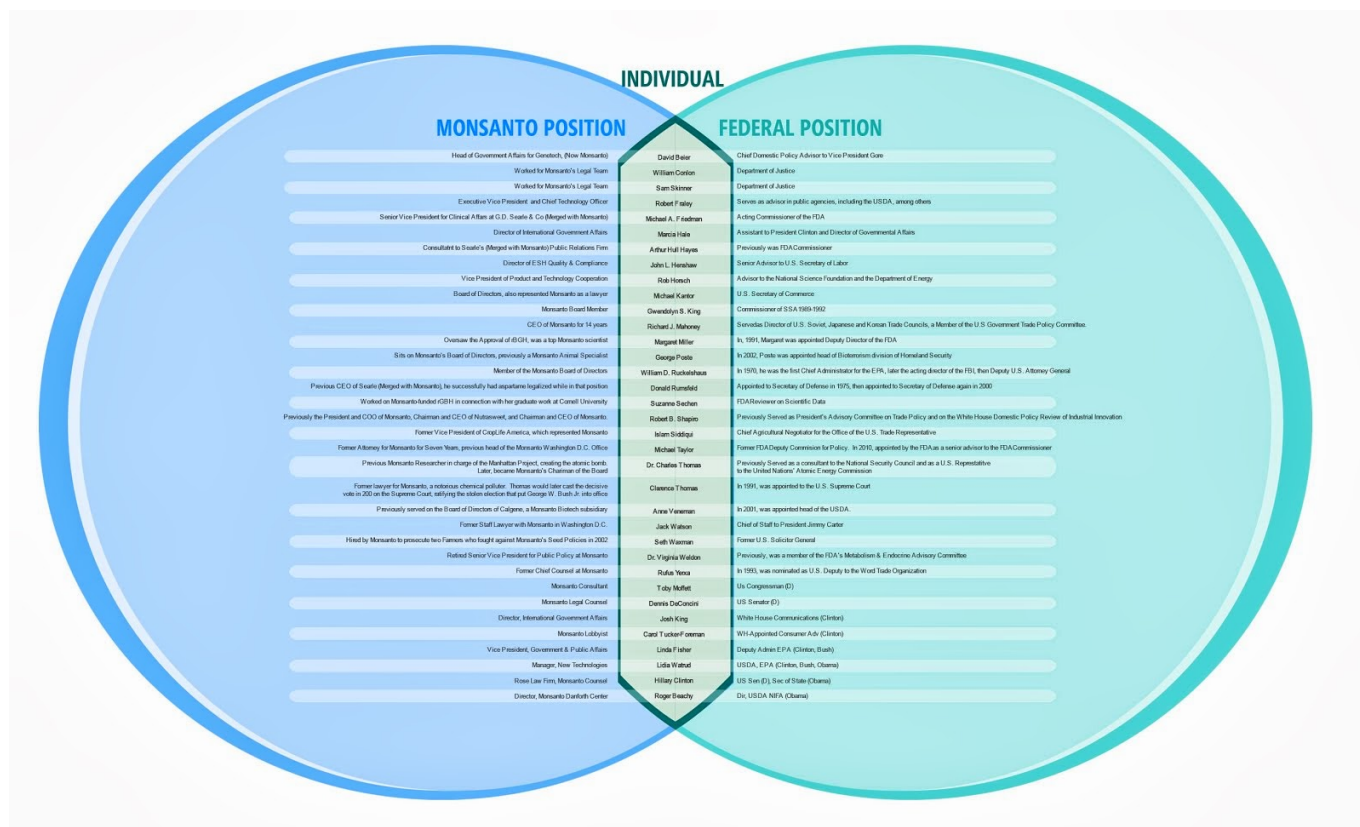 INDIVIDUAL
MONSANTO POSITION FEDERAL POSITION
Head of Government Affairs for Genetech, (Now Monsanto) David Beier Chief Domestic Policy Advisor to Vice President Gore
Worked for Monsanto's Legal Team William Conlon Department of Justice
Worked for Monsanto's Legal Team Sam Skinner Department of Justice
Executive Vice President and Chief Technology Officer Robert Fraley Serves as advisor in public agencies, including the USDA, among others
Senior Vice President for Clinical Affairs at G.D. Searle & Co (Merged with Monsanto) Michael A. Friedman Acting Commissioner of the FDA
Director of International Government Affairs Marcia Hale Assistant to President Clinton and Director of Governmental Affairs
Consultatnt to Searle's (Merged with Monsanto) Public Relations Firm Arthur Hull Hayes Previously was FDA Commissioner
Director of ESH Quality & Compliance John L. Henshaw Senior Advisor to U.S. Secretary of Labor
Vice President of Product and Technology Cooperation Rob Horsch Advisor to the National Science Foundation and the Department of Energy
Board of Directors, also represented Monsanto as a lawyer Michael Kantor U.S. Secretary of Commerce
Monsanto Board Member Gwendolyn S. King Commissioner of SSA 1989-1992
CEO of Monsanto for 14 years Richard J. Mahoney Servedas Director of U.S. Soviet, Japanese and Korean Trade Councils, a Member of the U.S Government Trade Policy Committee.
Oversaw the Approval of rBGH, was a top Monsanto scientist Margaret Miller In, 1991, Margaret was appointed Deputy Director of the FDA
Sits on Monsanto's Board of Directors, previously a Monsanto Animal Specialist George Poste In 2002, Poste was appointed head of Bioterrorism division of Homeland Security
Member of the Monsanto Board of Directors William D. Ruckelshaus In 1970, he was the first Chief Administrator for the EPA, later the acting director of the FBI, then Deputy U.S. Attorney General
Previous CEO of Searle (Merged with Monsanto), he successfully had aspartame legalized while in that position Donald Rumsfeld Appointed to Secretary of Defense in 1975, then appointed to Secretary of Defense again in 2000
Worked on Monsanto-funded rGBH in connection with her graduate work at Cornell University Suzanne Sechen FDA Reviewer on Scientific Data
Previously the President and COO of Monsanto, Chairman and CEO of Nutrasweet, and Chairman and CEO of Monsanto. Robert B. Shapiro Previously Served as President's Advisory Committee on Trade Policy and on the White House Domestic Policy Review of Industrial Innovation
Former Vice President of CropLife America, which represented Monsanto Islam Siddiqui Chief Agricultural Negotiator for the Office of the U.S. Trade Representative
Former Attorney for Monsanto for Seven Years, previous head of the Monsanto Washington D.C. Office Michael Taylor Former FDA Deputy Commision for Policy. In 2010, appointed by the FDA as a senior advisor to the FDA Commissioner
Previous Monsanto Researcher in charge of the Manhattan Project, creating the atomic bomb. Dr. Charles Thomas Previously Served as a consultant to the National Security Council and as a U.S. Representitive
Later, became Monsanto's Chairman of the Board to the United Nations' Atomic Energy Commission
Former lawyer for Monsanto, a notorious chemical polluter. Thomas would later cast the decisive Clarence Thomas In 1991, was appointed to the U.S. Supreme Court
vote in 200 on the Supreme Court, ratifying the stolen election that put George W. Bush Jr. into office
Previously served on the Board of Directors of Calgene, a Monsanto Biotech subsidiary Anne Veneman In 2001, was appointed head of the USDA.
Former Staff Lawyer with Monsanto in Washington D.C. Jack Watson Chief of Staff to President Jimmy Carter
Hired by Monsanto to prosecute two Farmers who fought against Monsanto's Seed Policies in 2002 Seth Waxman Former U.S. Solicitor General
Retired Senior Vice President for Public Policy at Monsanto Dr. Virginia Weldon Previously, was a member of the FDA's Metabolism & Endocrine Advisory Committee
Former Chief Counsel at Monsanto Rufus Yerxa In 1993, was nominated as U.S. Deputy to the Word Trade Organization
Monsanto Consultant Toby Moffett Us Congressman (D)
Monsanto Legal Counsel Dennis DeConcini US Senator (D)
Director, International Government Affairs Josh King White House Communications (Clinton)
Monsanto Lobbyist Carol Tucker-Foreman WH-Appointed Consumer Adv (Clinton)
Vice President, Government & Public Affairs Linda Fisher Deputy Admin EPA (Clinton, Bush)
Manager, New Technologies Lidia Watrud USDA, EPA (Clinton, Bush, Obama)
Rose Law Firm, Monsanto Counsel Hillary Clinton US Sen (D), Sec of State (Obama)
Director, Monsanto Danforth Center Roger Beachy Dir, USDA NIFA (Obama)